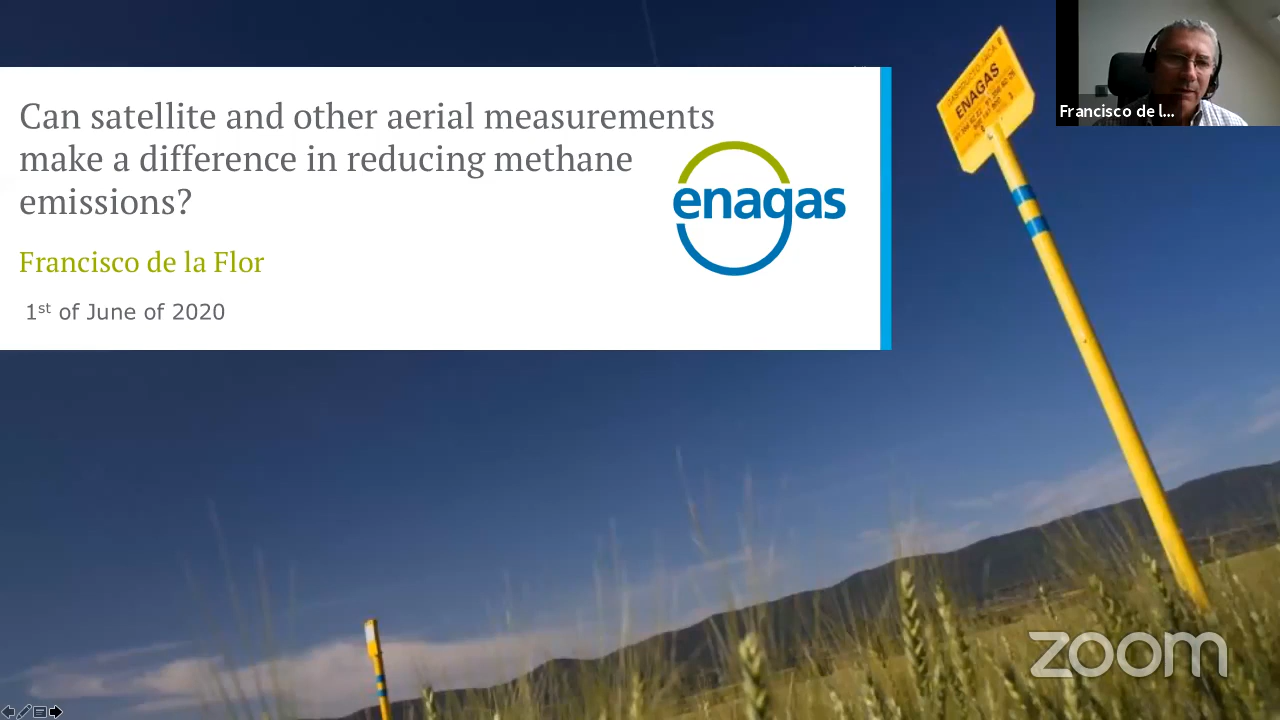 Can satellite and other aerial measurements
make a difference in reducing methane
emissions?
enagas
Francisco de la Flor
1st of June of 2020
ENAGAS
Francisco de l...
zoom